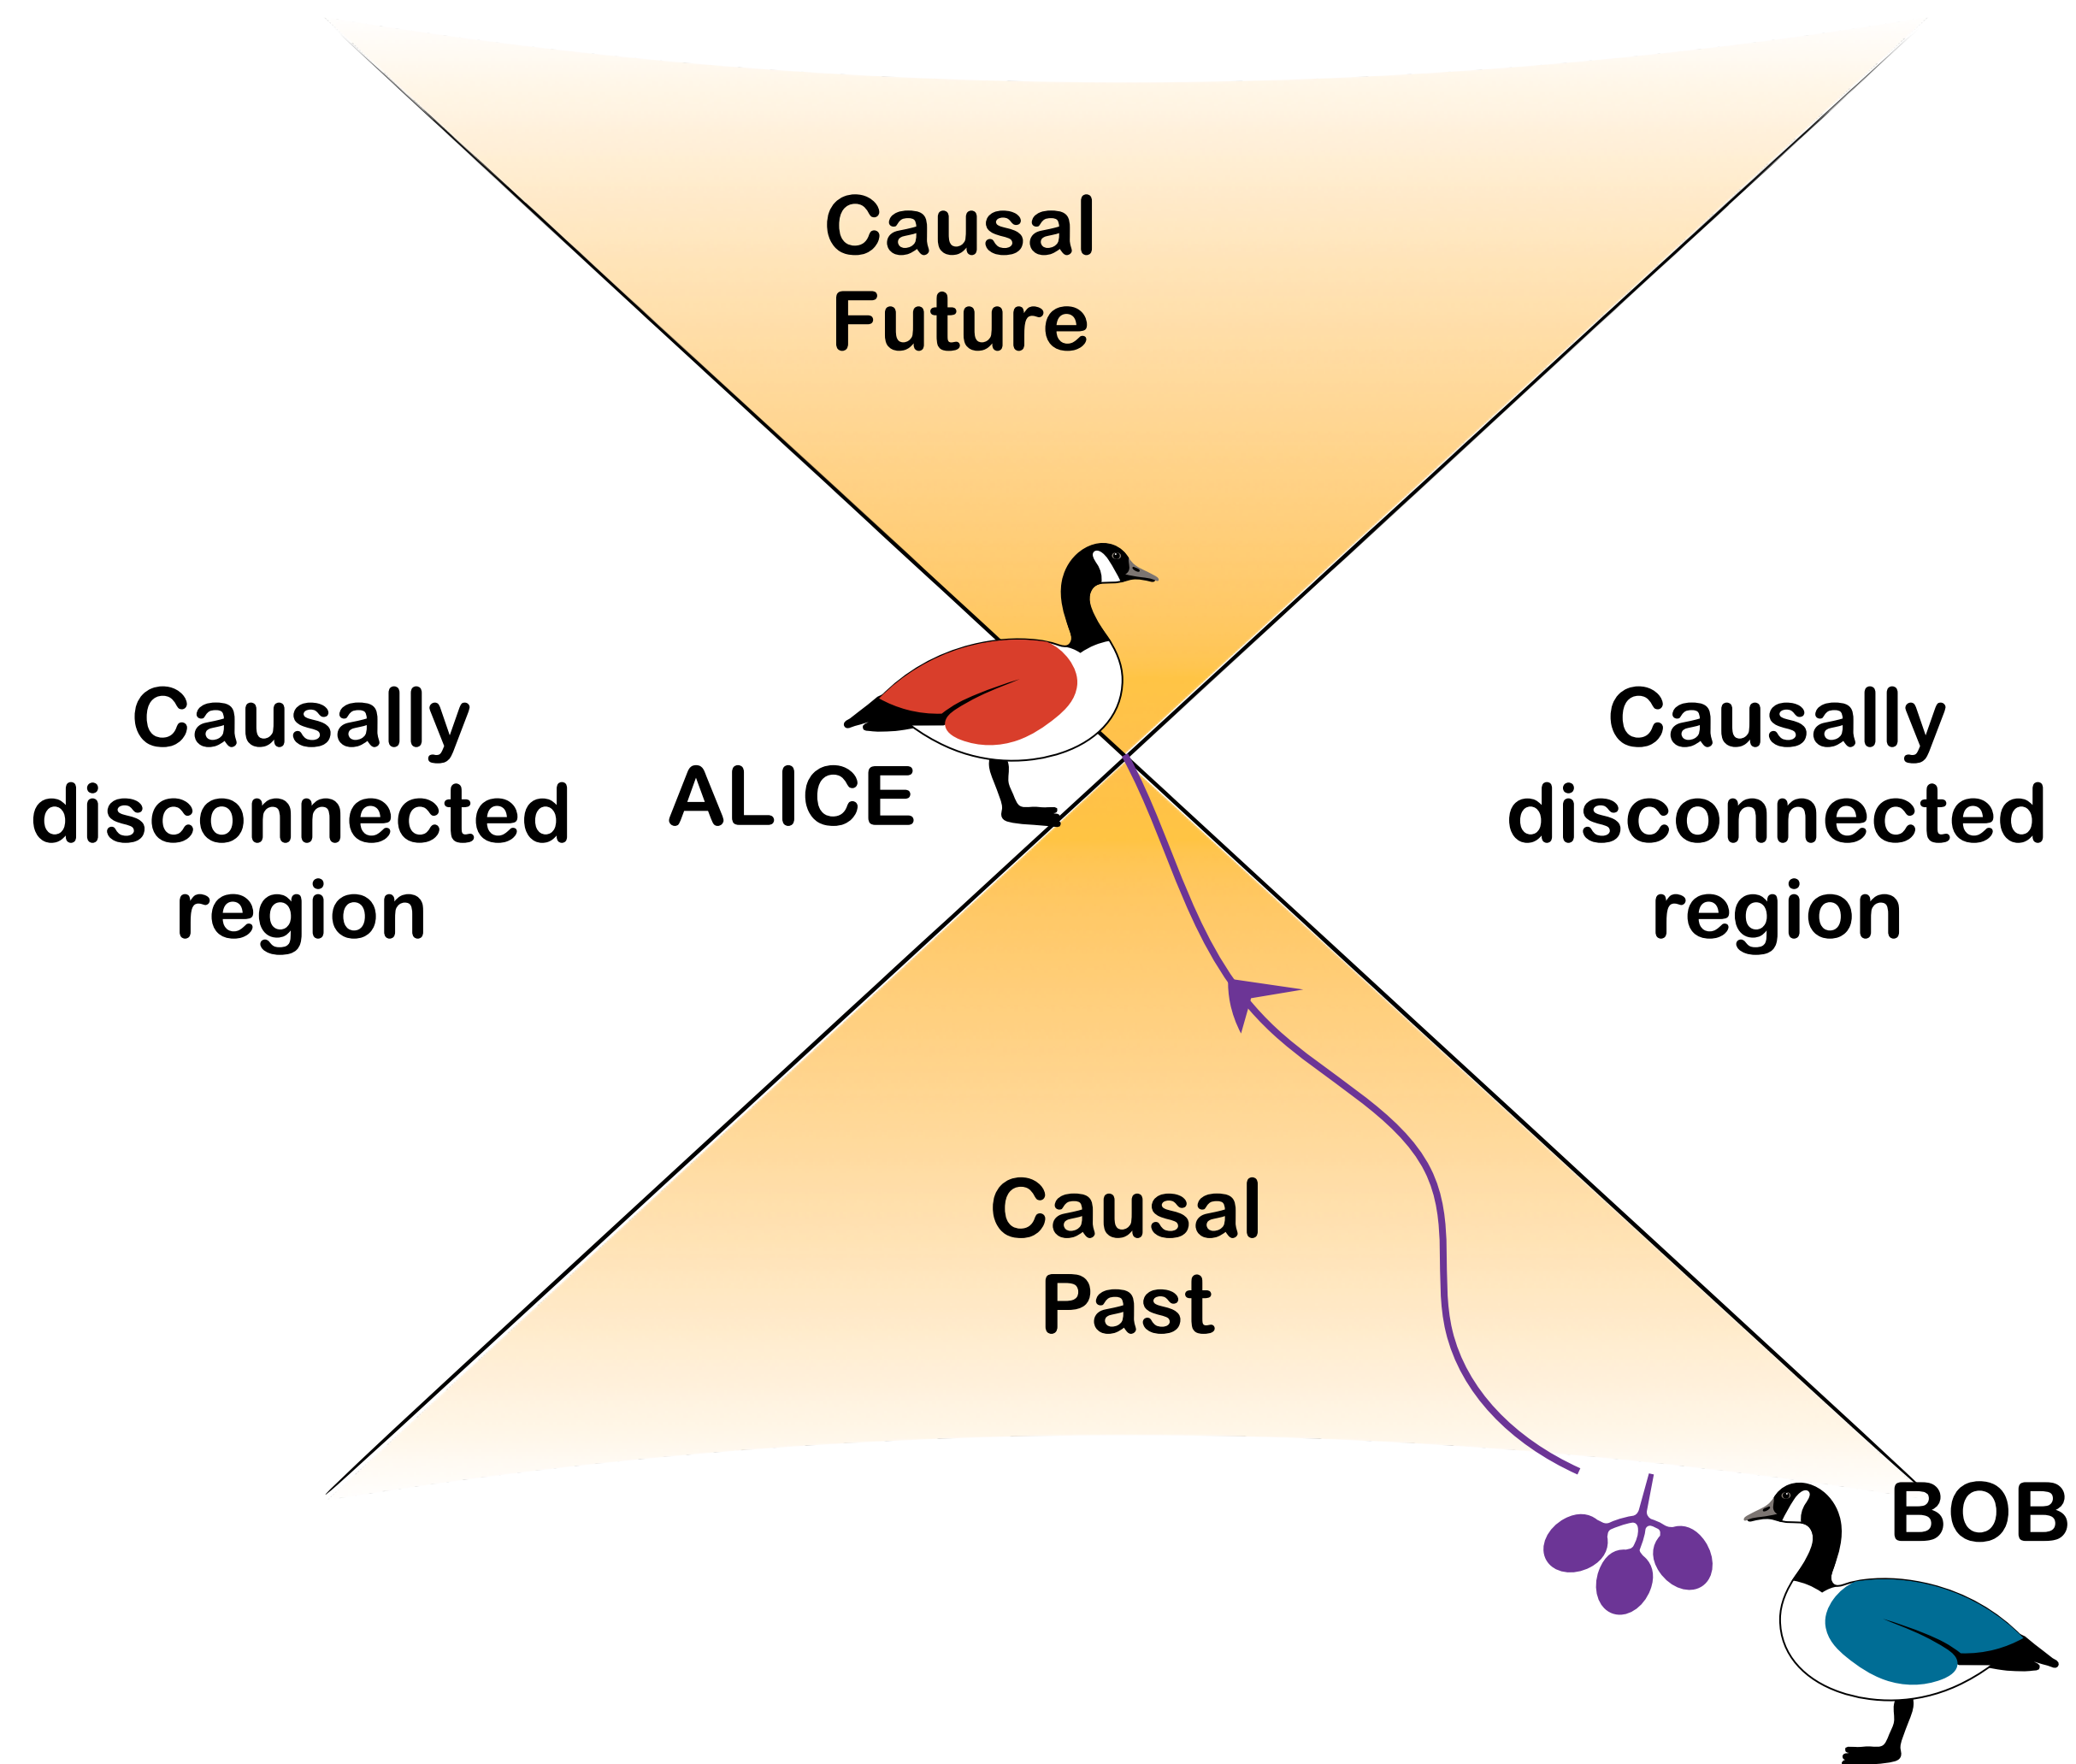 Causal
Future
Causally
disconnected
region
ALICE
Causally
disconnected
region
Causal
Past
BOB